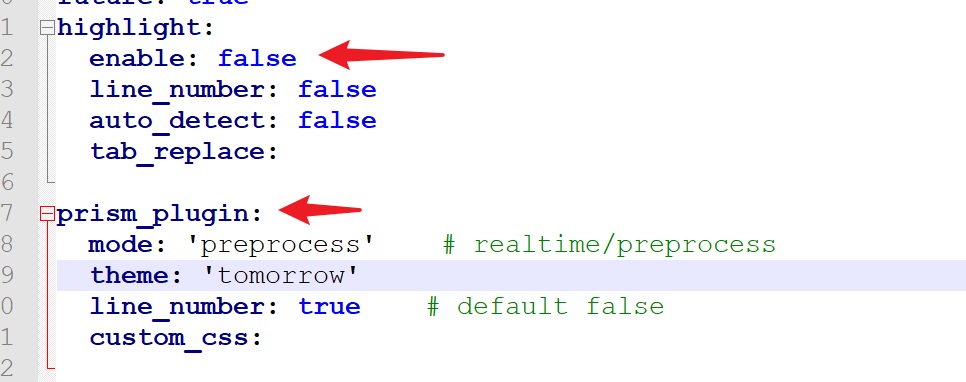 0 future: true
1 highlight:
2 enable: false
3 line_number: false
4 auto_detect: false
5 tab_replace:
6
7 prism_plugin:
8 mode: 'preprocess' # realtime/preprocess
9 theme: 'tomorrow'
0 line_number: true # default false
1 custom_css:
2